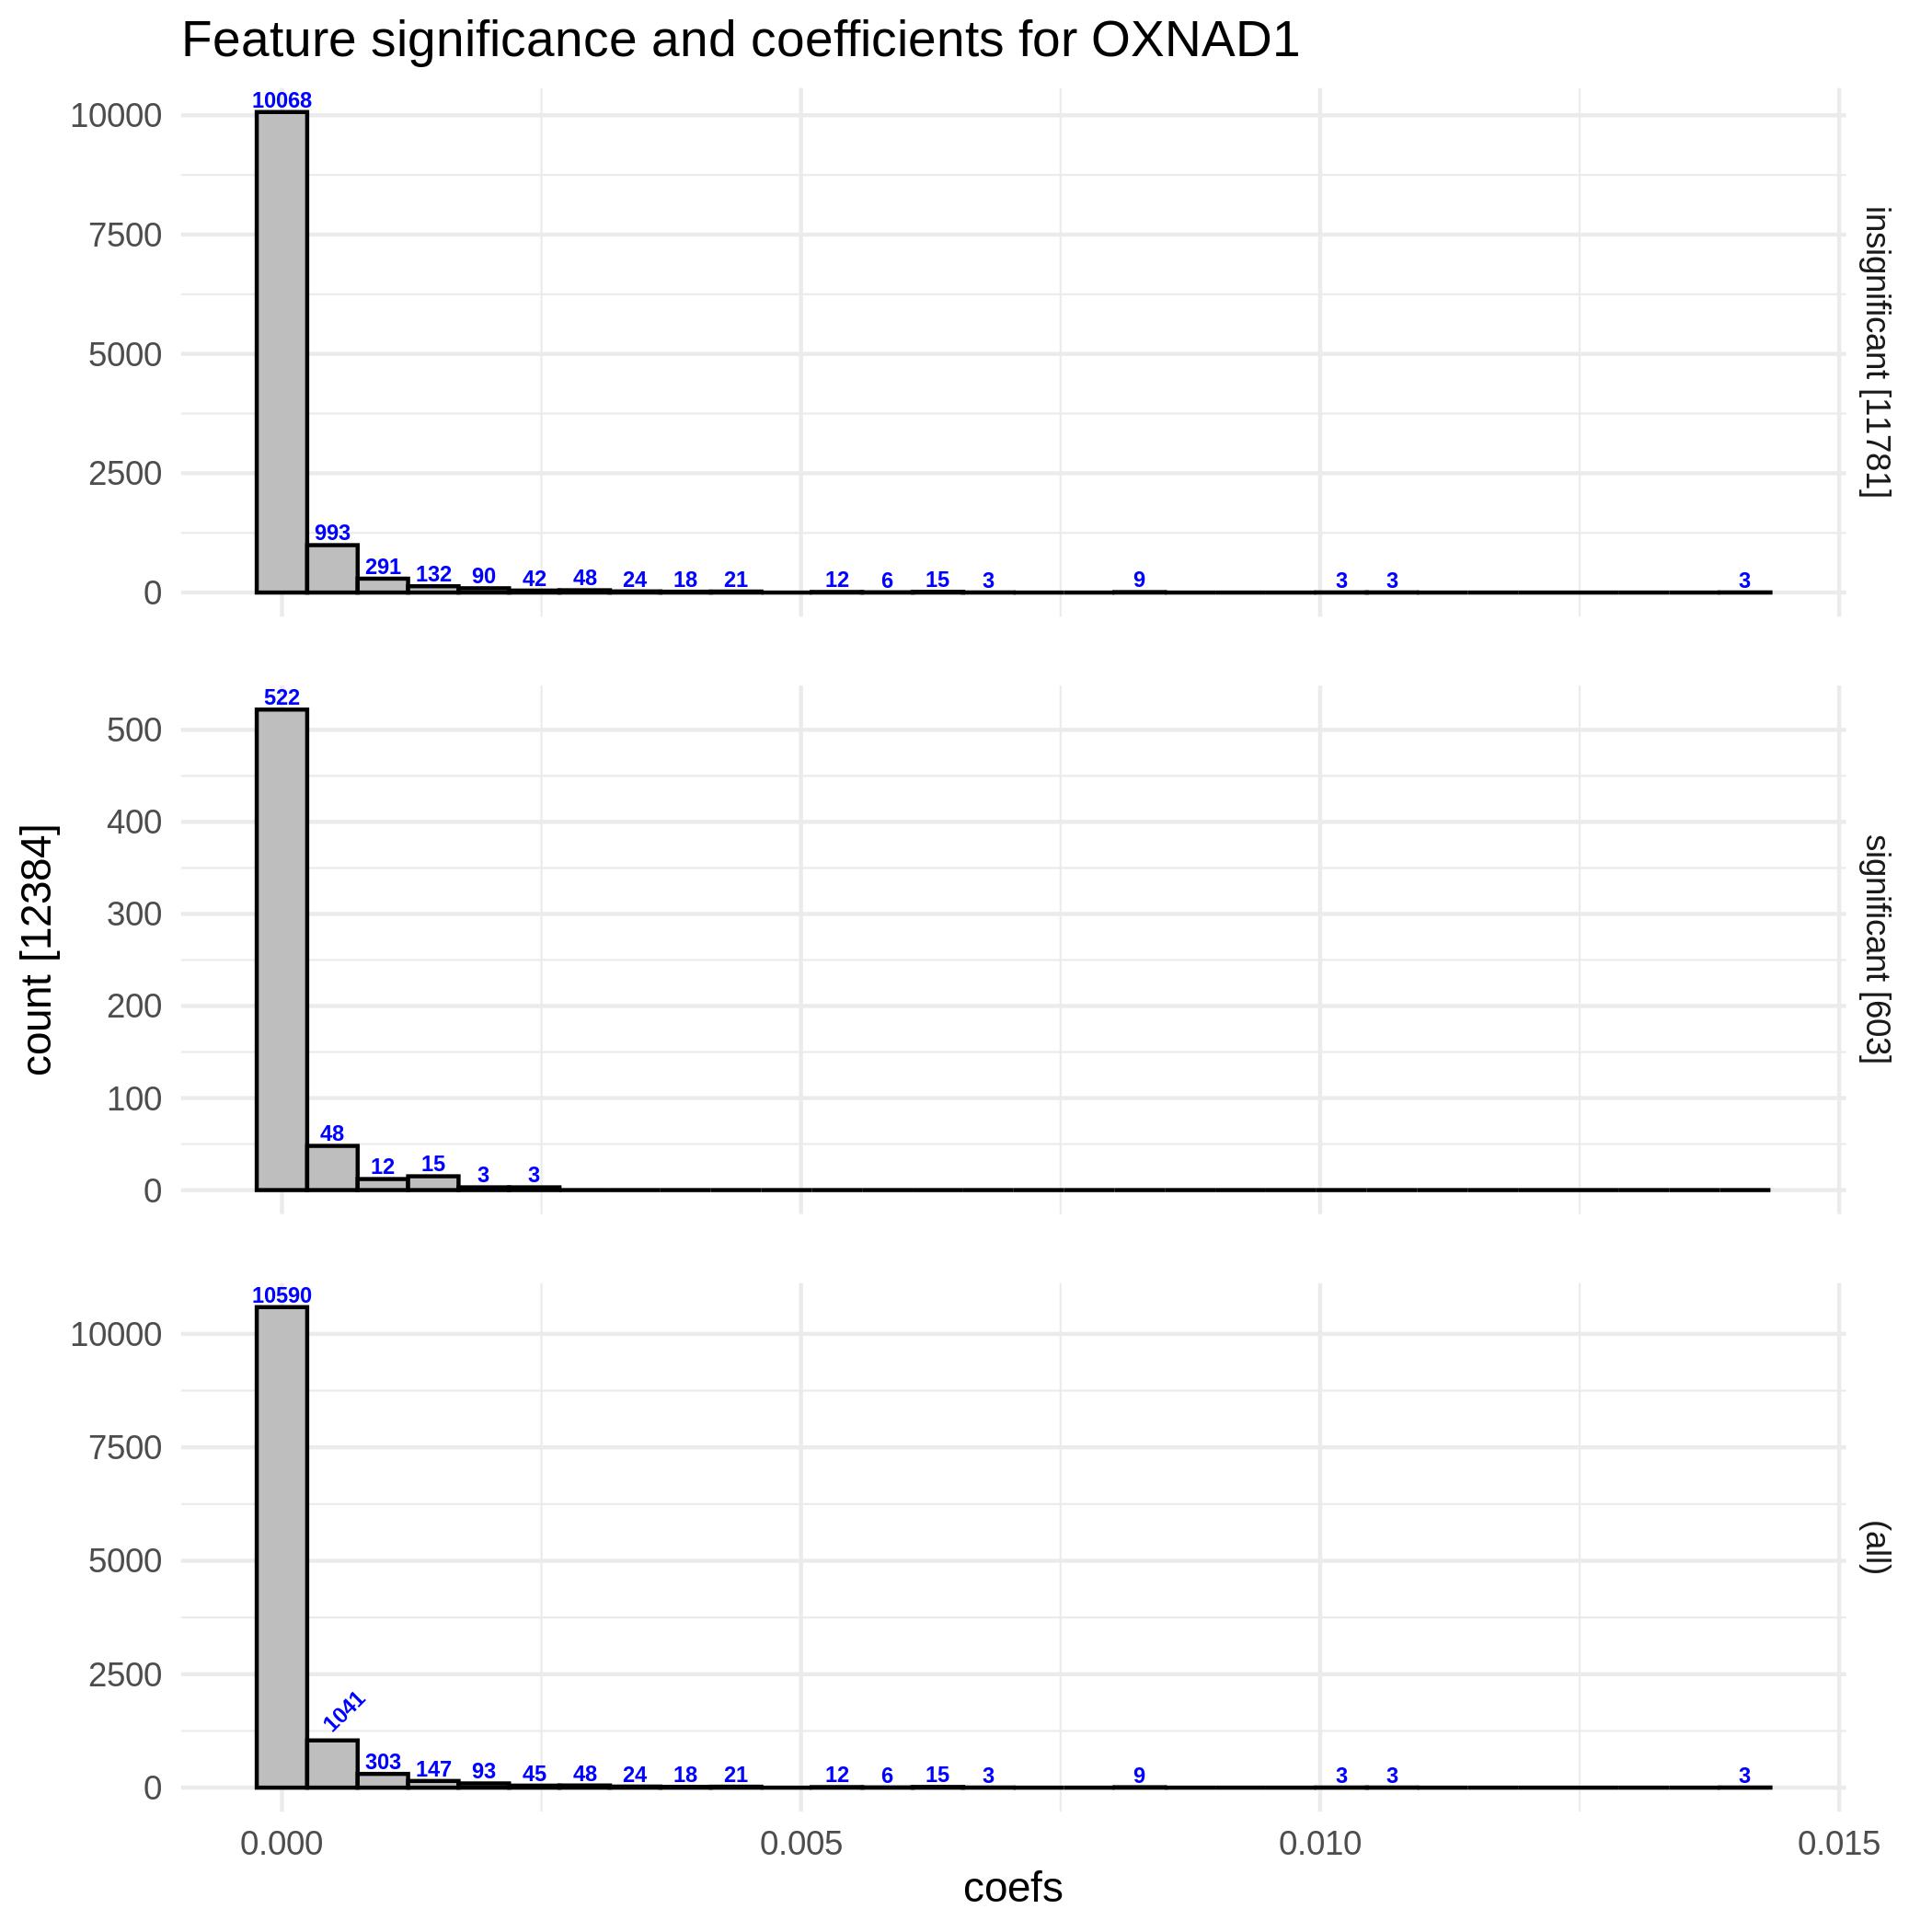 Feature significance and coefficients for OXNAD1
10068
10000
7500
5000
2500
0
993
291 132 90 42 48 24 18 21 12 6 15 3 9 3 3 3
insignificant [11781]
522
500
400
300
200
100
0
48
12 15 3 3
significant [603]
count [12384]
10590
10000
7500
5000
2500
0
1041
303 147 93 45 48 24 18 21 12 6 15 3 9 3 3 3
(all)
0.000 0.005 0.010 0.015
coefs